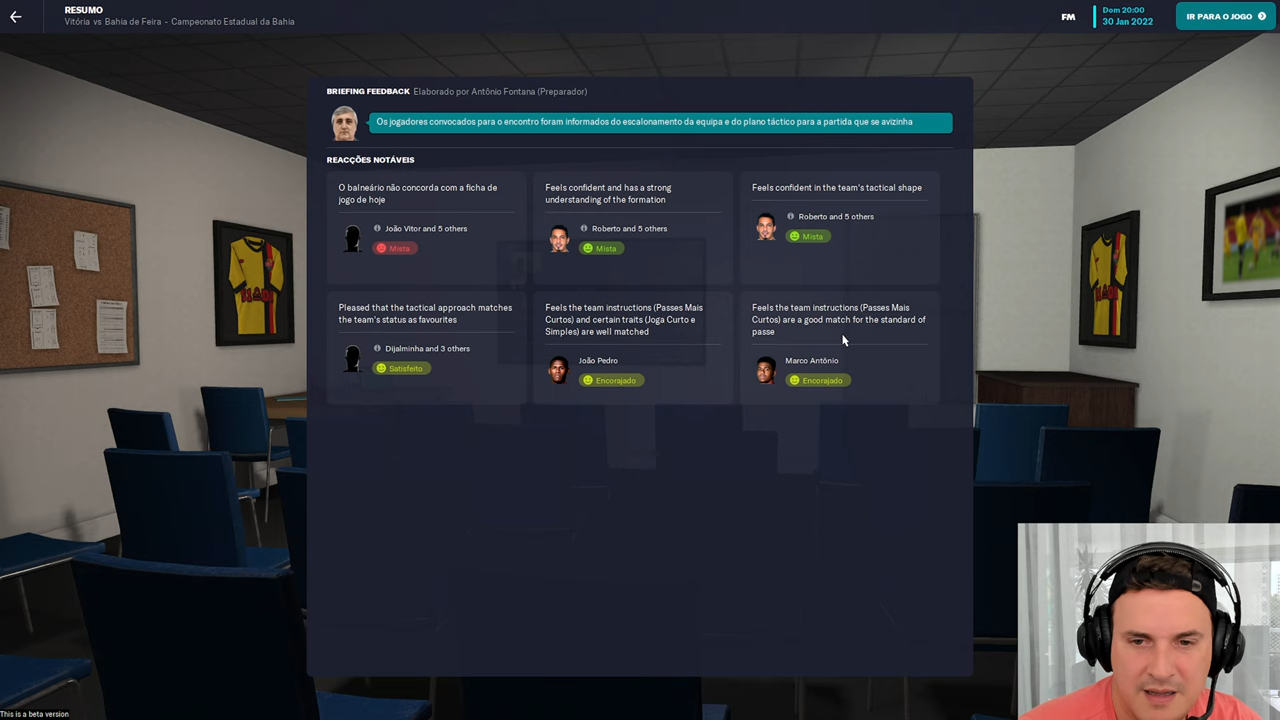 RESUMO
Vitória vs Bahia de Feira - Campeonato Estadual da Bahia
FM
Dom 20:00
30 Jan 2022
IR PARA O JOGO
BRIEFING FEEDBACK Elaborado por Antônio Fontana (Preparador)
Os jogadores convocados para o encontro foram informados do escalonamento da equipa e do plano táctico para a partida que se avizinha
REACÇÕES NOTÁVEIS
O balneário não concorda com a ficha de
jogo de hoje
João Vitor and 5 others
Mista
Feels confident and has a strong
understanding of the formation
Roberto and 5 others
Mista
Feels confident in the team's tactical shape
Roberto and 5 others
Mista
Pleased that the tactical approach matches
the team's status as favourites
Dijalminha and 3 others
Satisfeito
Feels the team instructions (Passes Mais
Curtos) and certain traits (Joga Curto e
Simples) are well matched
João Pedro
Encorajado
Feels the team instructions (Passes Mais
Curtos) are a good match for the standard of
passe
Marco Antônio
Encorajado
This is a beta version